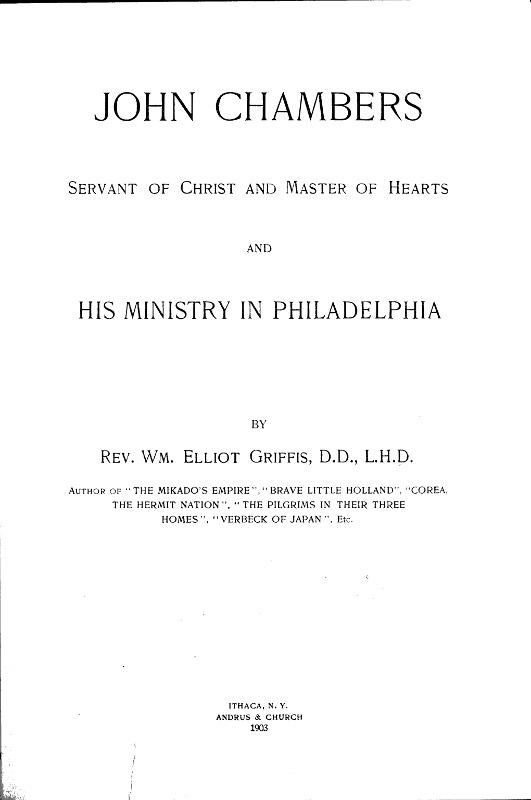 JOHN CHAMBERS
SERVANT OF CHRIST AND MASTER OF HEARTS
AND
HIS MINISTRY IN PHILADELPHIA
BY
REV. WM. ELLIOT GRIFFIS, D.D., L.H.D.
AUTHOR OF "THE MIKADO'S EMPIRE", "BRAVE LITTLE HOLLAND", "COREA,
THE HERMIT NATION", "THE PILGRIMS IN THEIR THREE
HOMES", "VERBECK OF JAPAN", Etc.
ITHACA, N. Y.
ANDRUS & CHURCH
1903